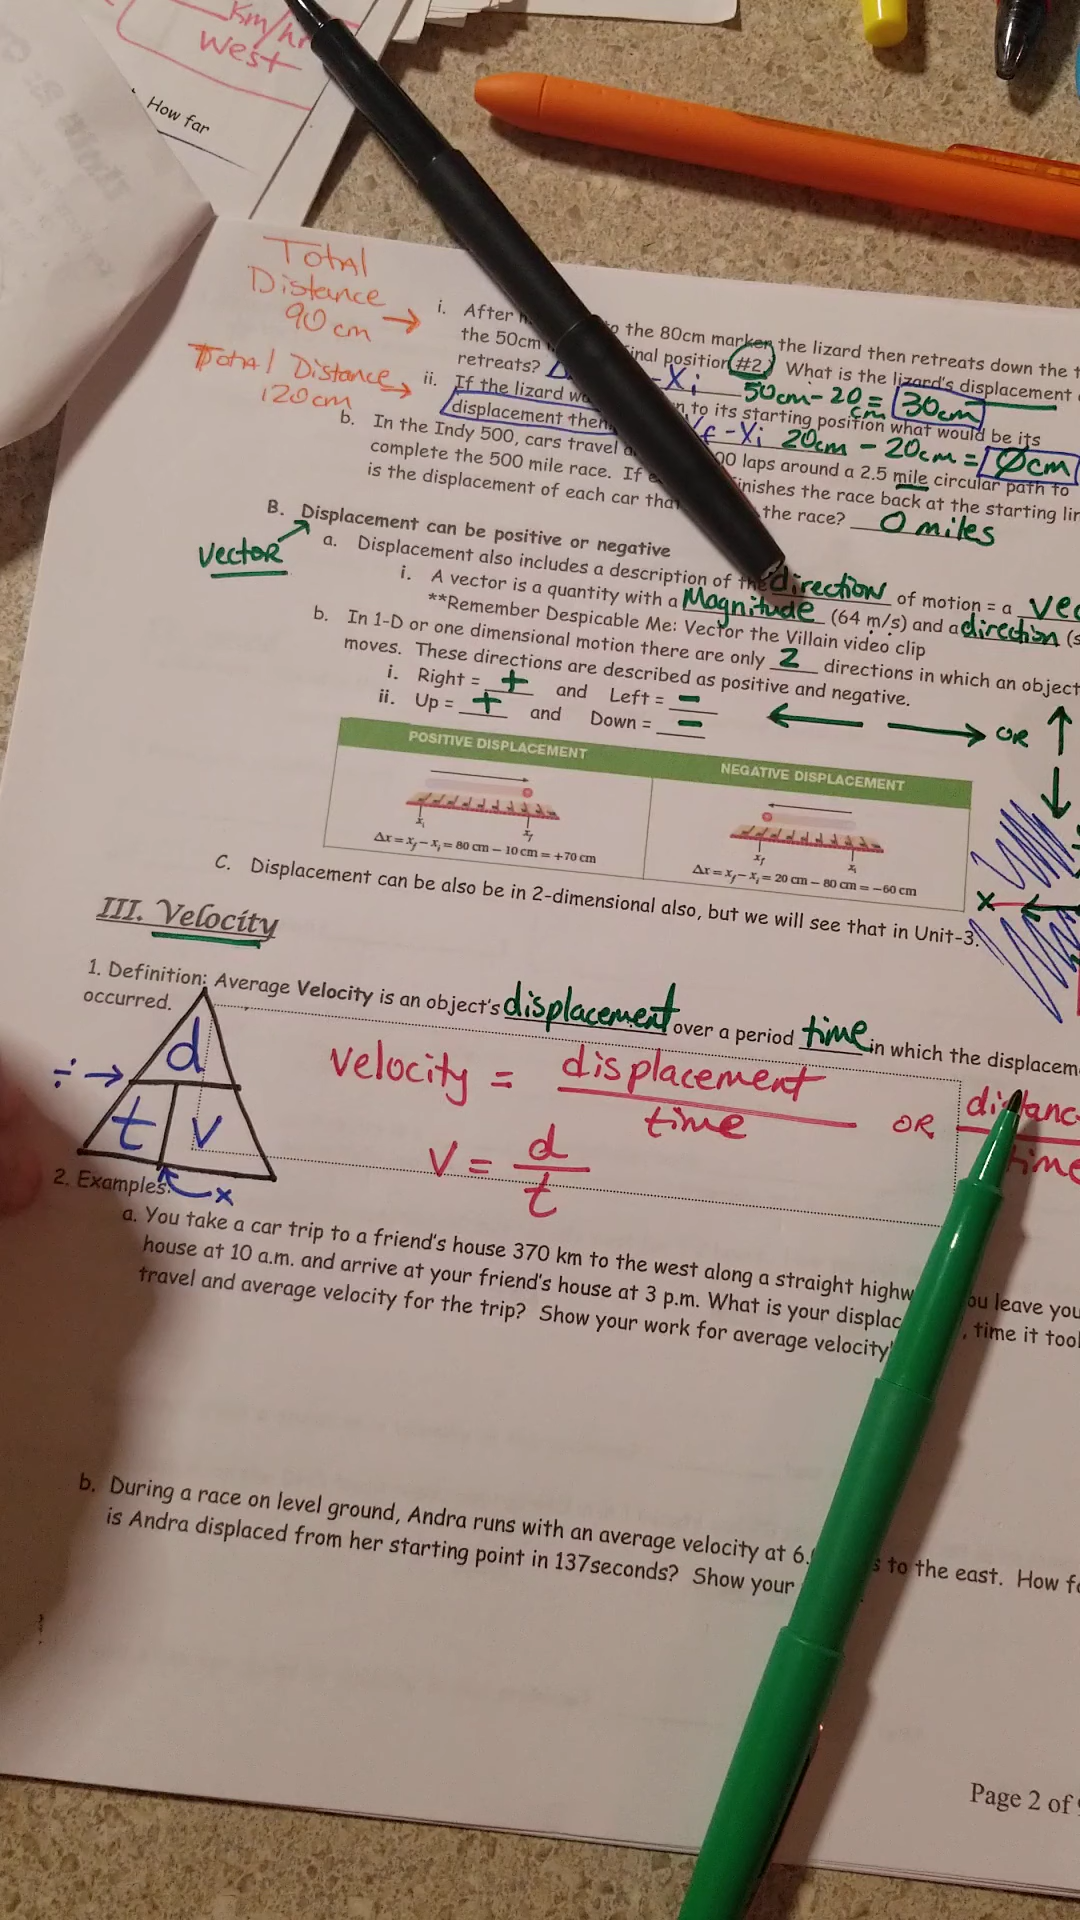 Km/hr
West
How far
Total
Distance
90 cm
Total Distance
120cm
i. After the 80cm marker, the lizard then retreats down the
the 50cm final position #2. What is the lizard's displacement
retreats? - Xi 50cm - 20 cm = 30cm
ii. If the lizard to its starting position what would be its
displacement then Xf - Xi 20cm - 20cm = 0cm
b. In the Indy 500, cars travel 00 laps around a 2.5 mile circular path to
complete the 500 mile race. If finishes the race back at the starting
is the displacement of each car the race? 0 miles
B. Displacement can be positive or negative
vector
a. Displacement also includes a description of the direction of motion = a
i. A vector is a quantity with a Magnitude (64 m/s) and a direction
**Remember Despicable Me: Vector the Villain video clip
b. In 1-D or one dimensional motion there are only 2 directions in which an object
moves. These directions are described as positive and negative.
i. Right = + and Left = -
ii. Up = + and Down = -
OR
POSITIVE DISPLACEMENT
NEGATIVE DISPLACEMENT
xi xf
xf xi
Δx = xf – xi = 80 cm – 10 cm = +70 cm
Δx = xf – xi = 20 cm – 80 cm = –60 cm
x
C. Displacement can be also be in 2-dimensional also, but we will see that in Unit-3.
III. Velocity
1. Definition: Average Velocity is an object's displacement over a period time in which the displacem
occurred.
÷ d
t v
x
velocity = displacement / time OR distanc / time
v = d / t
2. Examples:
a. You take a car trip to a friend's house 370 km to the west along a straight highw ou leave you
house at 10 a.m. and arrive at your friend's house at 3 p.m. What is your displac , time it took
travel and average velocity for the trip? Show your work for average velocity
b. During a race on level ground, Andra runs with an average velocity at 6. s to the east. How
is Andra displaced from her starting point in 137seconds? Show your
Page 2 of